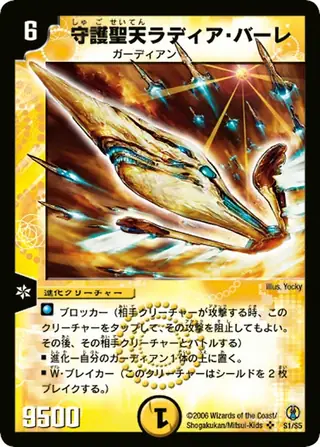 6
しゅごせいてん
守護聖天ラディア・バーレ
ガーディアン
illus. Yocky
進化クリーチャー
■ ブロッカー (相手クリーチャーが攻撃する時、この
クリーチャーをタップして、その攻撃を阻止してもよい。
その後、その相手クリーチャーとバトルする)
■ 進化－自分のガーディアン1体の上に置く。
■ W・ブレイカー (このクリーチャーはシールドを2枚
ブレイクする。)
9500
1
©2006 Wizards of the Coast/
Shogakukan/Mitsui-Kids
S1/S5